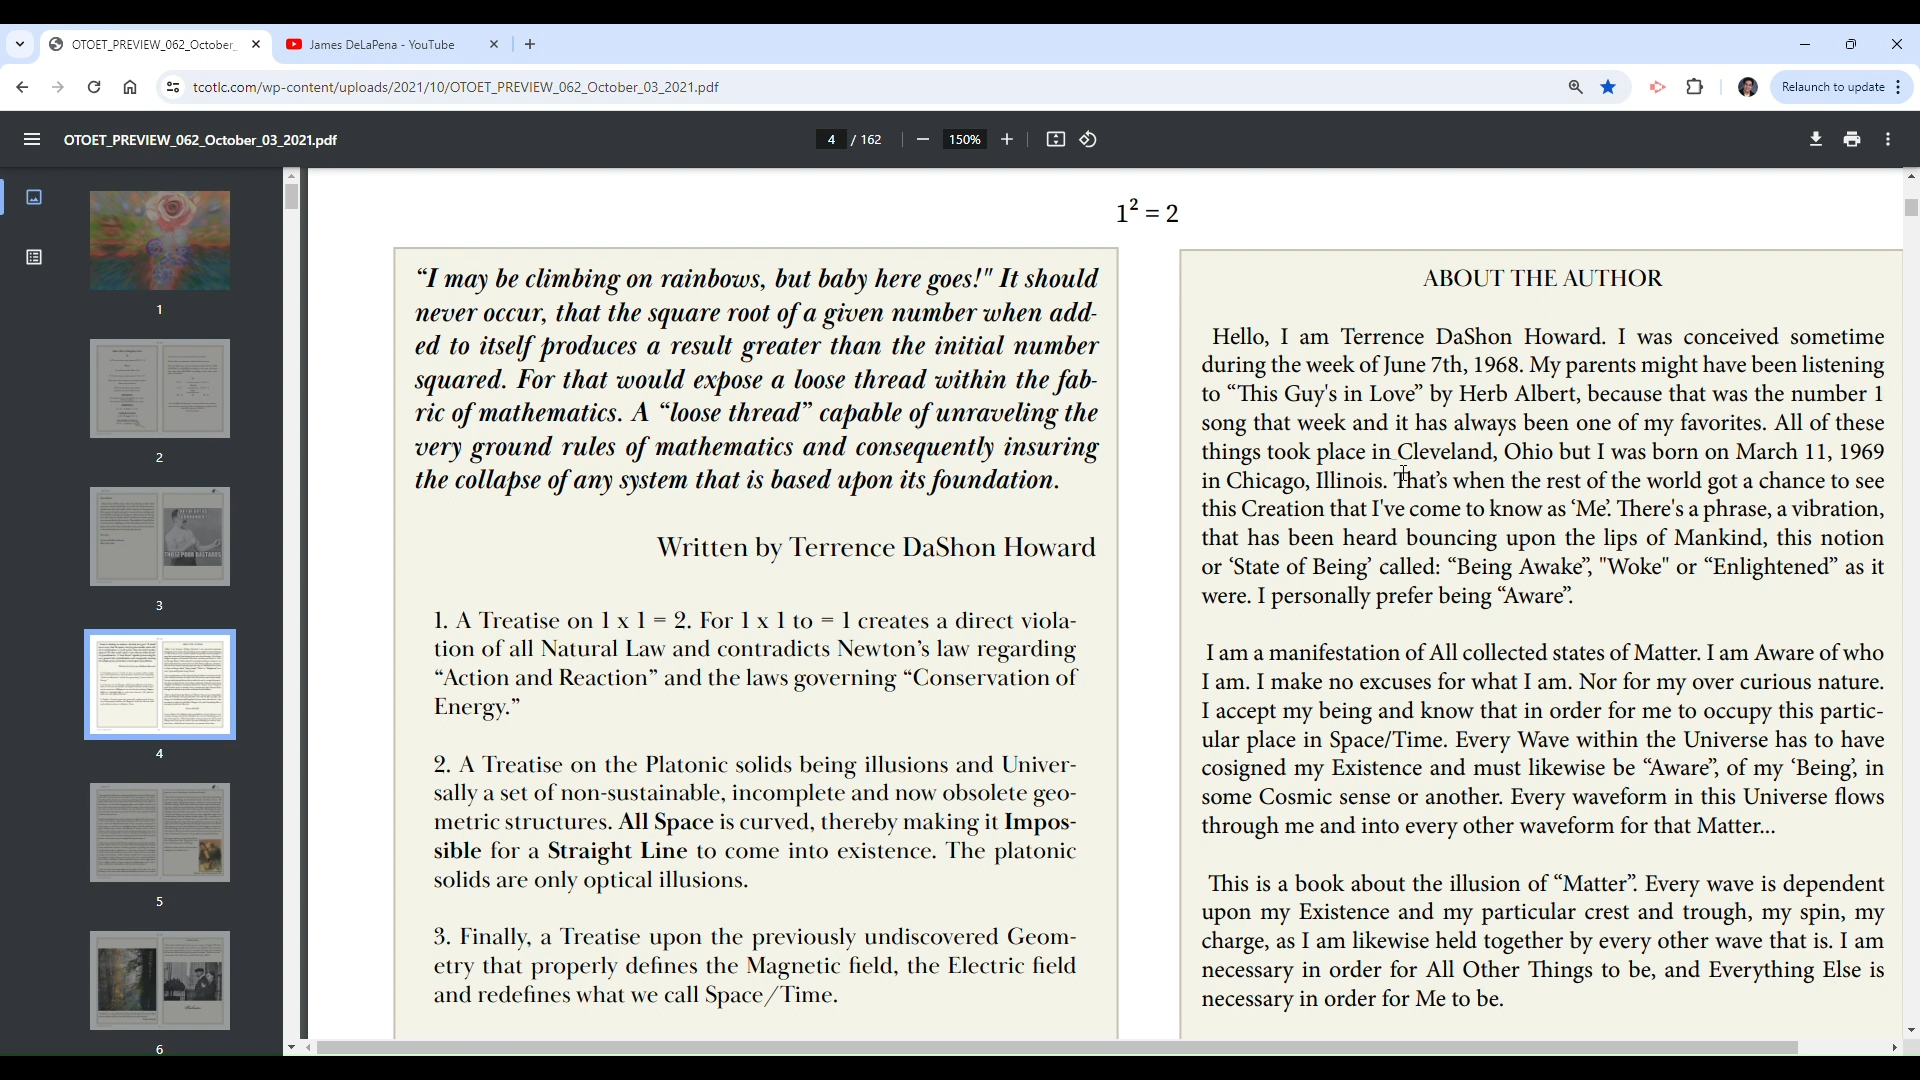 OTOET_PREVIEW_062_October_
James DeLaPena - YouTube
tcotlc.com/wp-content/uploads/2021/10/OTOET_PREVIEW_062_October_03_2021.pdf
Relaunch to update
OTOET_PREVIEW_062_October_03_2021.pdf
4 / 162
150%
1
2
3
4
5
6
1² = 2
“I may be climbing on rainbows, but baby here goes!" It should
never occur, that the square root of a given number when add-
ed to itself produces a result greater than the initial number
squared. For that would expose a loose thread within the fab-
ric of mathematics. A “loose thread” capable of unraveling the
very ground rules of mathematics and consequently insuring
the collapse of any system that is based upon its foundation.
Written by Terrence DaShon Howard
1. A Treatise on 1 x 1 = 2. For 1 x 1 to = 1 creates a direct viola-
tion of all Natural Law and contradicts Newton’s law regarding
“Action and Reaction” and the laws governing “Conservation of
Energy.”
2. A Treatise on the Platonic solids being illusions and Univer-
sally a set of non-sustainable, incomplete and now obsolete geo-
metric structures. All Space is curved, thereby making it Impos-
sible for a Straight Line to come into existence. The platonic
solids are only optical illusions.
3. Finally, a Treatise upon the previously undiscovered Geom-
etry that properly defines the Magnetic field, the Electric field
and redefines what we call Space/Time.
ABOUT THE AUTHOR
Hello, I am Terrence DaShon Howard. I was conceived sometime
during the week of June 7th, 1968. My parents might have been listening
to “This Guy's in Love” by Herb Albert, because that was the number 1
song that week and it has always been one of my favorites. All of these
things took place in Cleveland, Ohio but I was born on March 11, 1969
in Chicago, Illinois. That’s when the rest of the world got a chance to see
this Creation that I've come to know as ‘Me’. There's a phrase, a vibration,
that has been heard bouncing upon the lips of Mankind, this notion
or ‘State of Being’ called: “Being Awake”, "Woke" or “Enlightened” as it
were. I personally prefer being “Aware”.
I am a manifestation of All collected states of Matter. I am Aware of who
I am. I make no excuses for what I am. Nor for my over curious nature.
I accept my being and know that in order for me to occupy this partic-
ular place in Space/Time. Every Wave within the Universe has to have
cosigned my Existence and must likewise be “Aware”, of my ‘Being’, in
some Cosmic sense or another. Every waveform in this Universe flows
through me and into every other waveform for that Matter...
This is a book about the illusion of “Matter”. Every wave is dependent
upon my Existence and my particular crest and trough, my spin, my
charge, as I am likewise held together by every other wave that is. I am
necessary in order for All Other Things to be, and Everything Else is
necessary in order for Me to be.